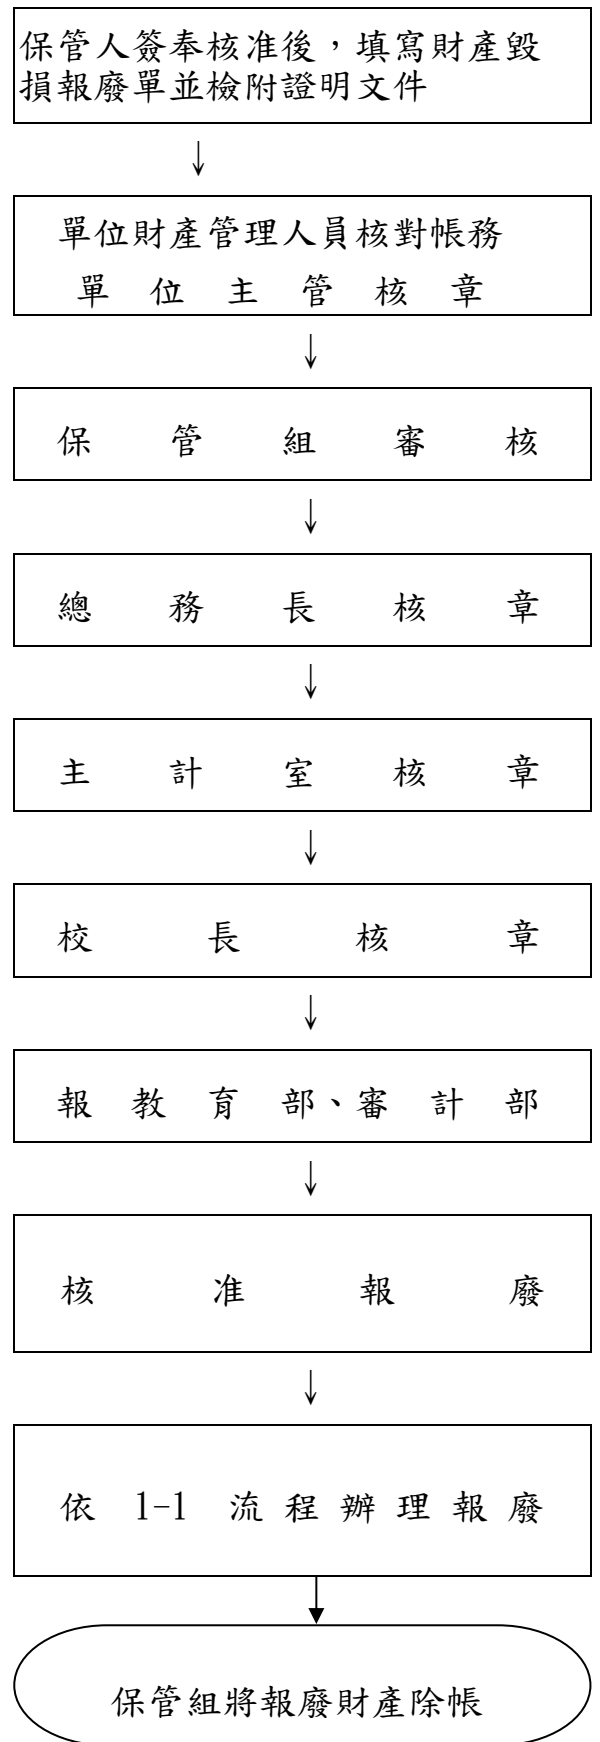 保管人簽奉核准後，填寫財產毀
損報廢單並檢附證明文件
↓
單位財產管理人員核對帳務
單位主管核章
↓
保管組審核
↓
總務長核章
↓
主計室核章
↓
校長核章
↓
報教育部、審計部
↓
核准報廢
↓
依 1-1 流程辦理報廢
保管組將報廢財產除帳